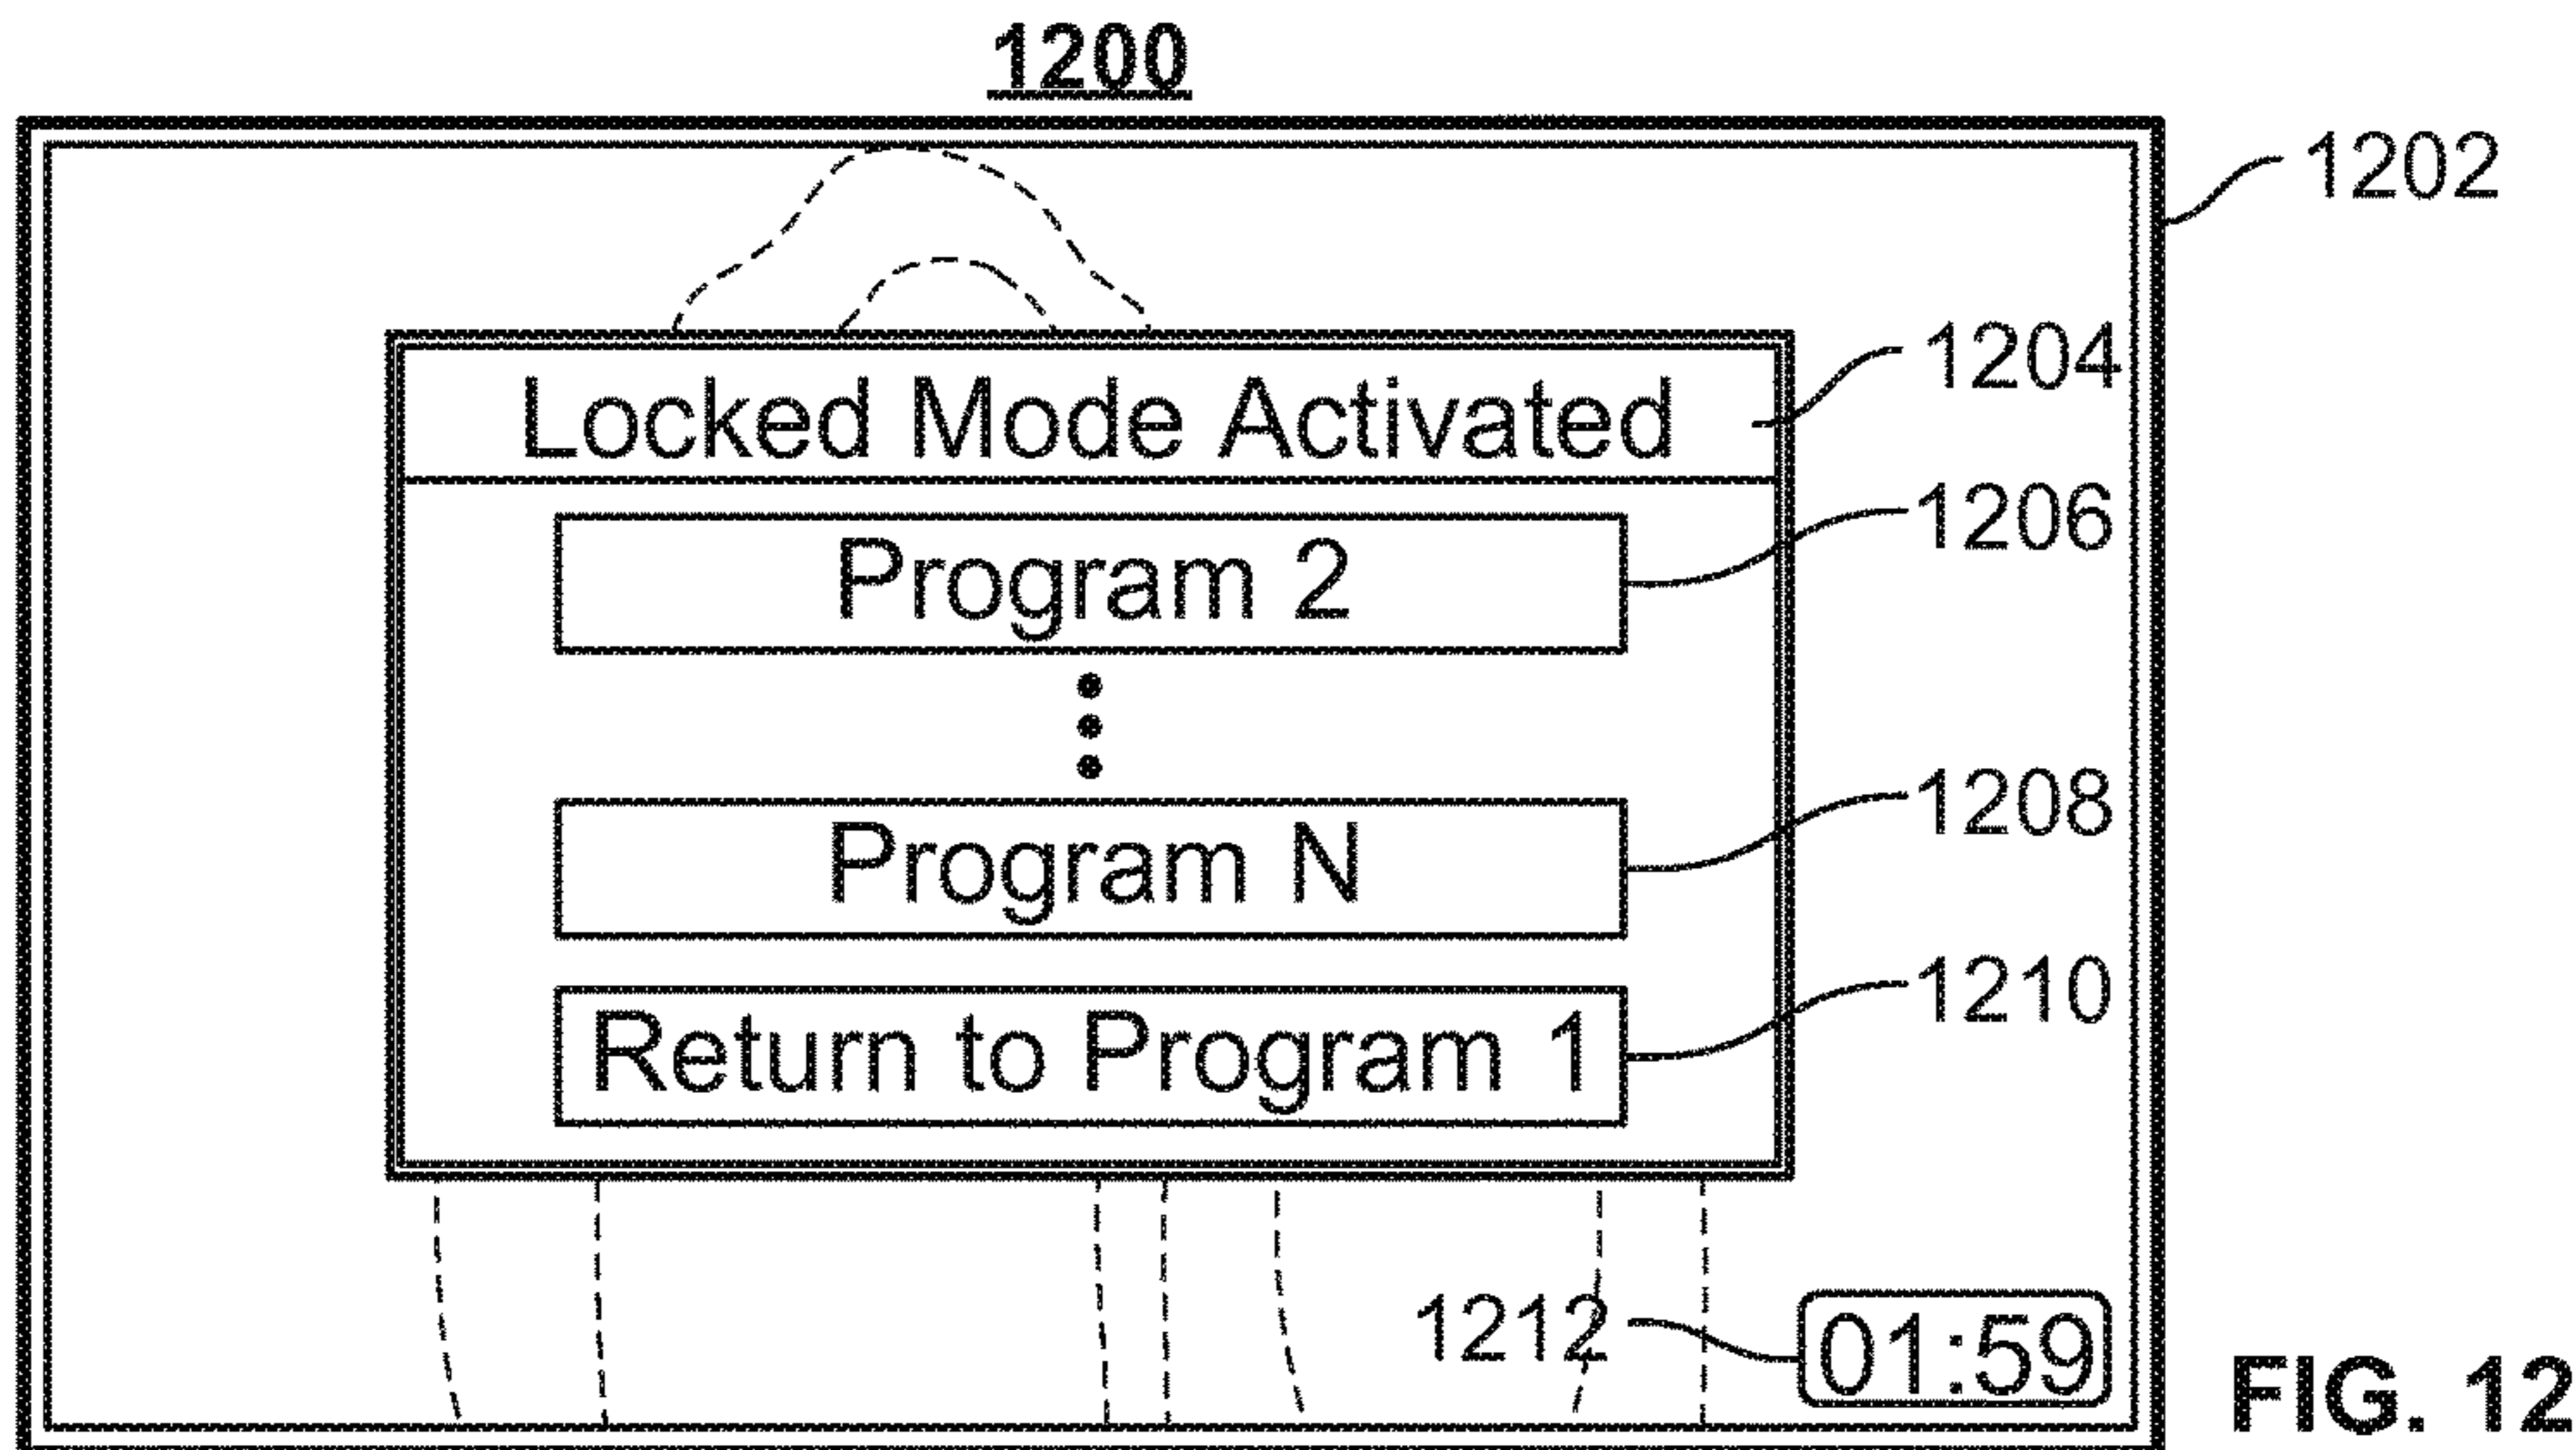 1200
1202
Locked Mode Activated
1204
Program 2
1206
Program N
1208
Return to Program 1
1210
1212
01:59
FIG. 12